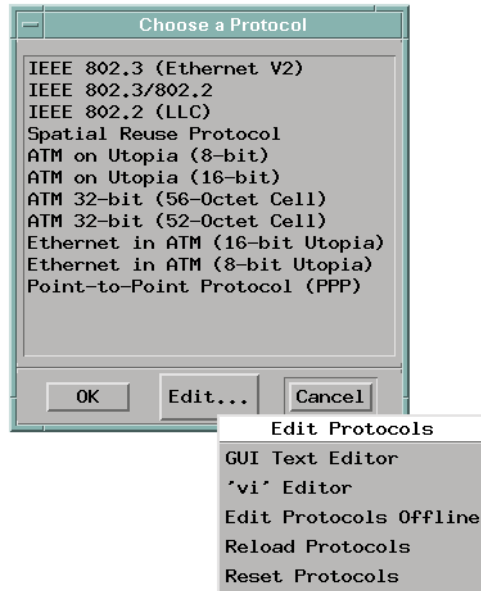 Choose a Protocol
IEEE 802.3 (Ethernet V2)
IEEE 802.3/802.2
IEEE 802.2 (LLC)
Spatial Reuse Protocol
ATM on Utopia (8-bit)
ATM on Utopia (16-bit)
ATM 32-bit (56-Octet Cell)
ATM 32-bit (52-Octet Cell)
Ethernet in ATM (16-bit Utopia)
Ethernet in ATM (8-bit Utopia)
Point-to-Point Protocol (PPP)
OK Edit... Cancel
Edit Protocols
GUI Text Editor
'vi' Editor
Edit Protocols Offline
Reload Protocols
Reset Protocols